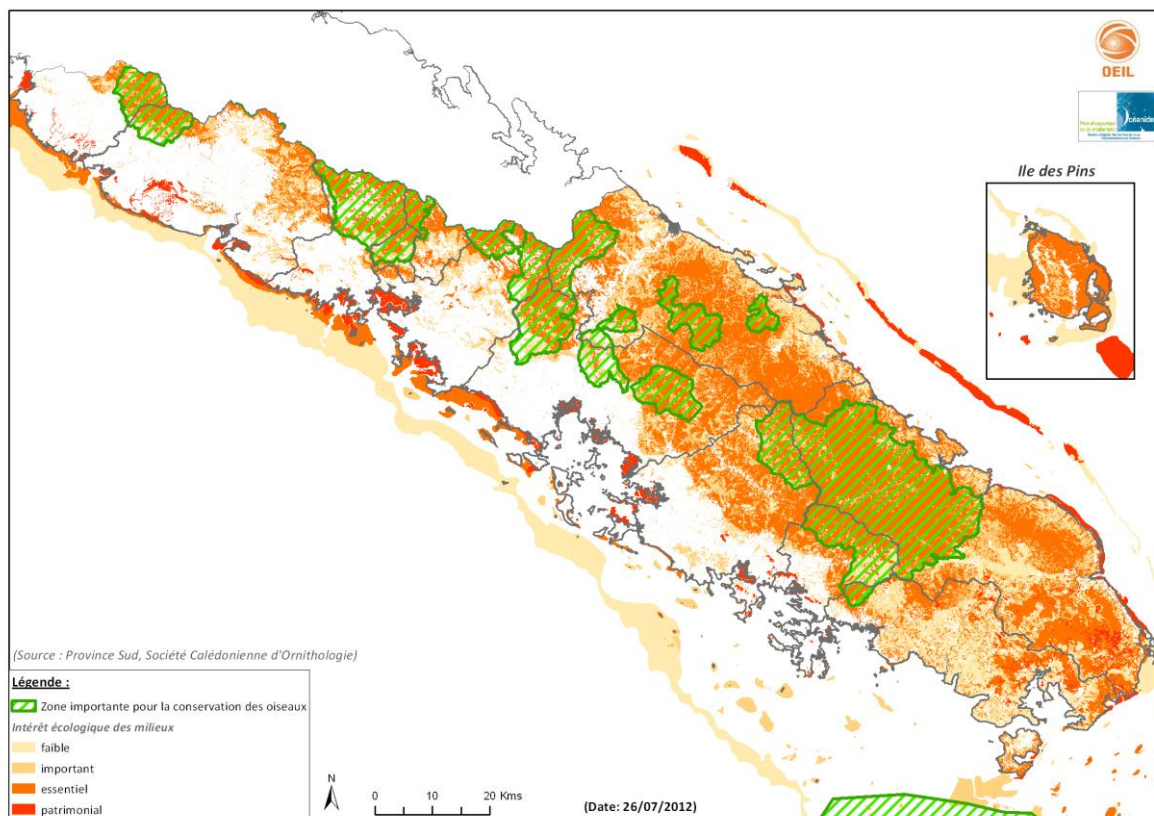 OEIL
Océanide
Ile des Pins
(Source : Province Sud, Société Calédonienne d'Ornithologie)
Légende :
Zone importante pour la conservation des oiseaux
Intérêt écologique des milieux
faible
important
essentiel
patrimonial
N
0 10 20 Kms
(Date: 26/07/2012)